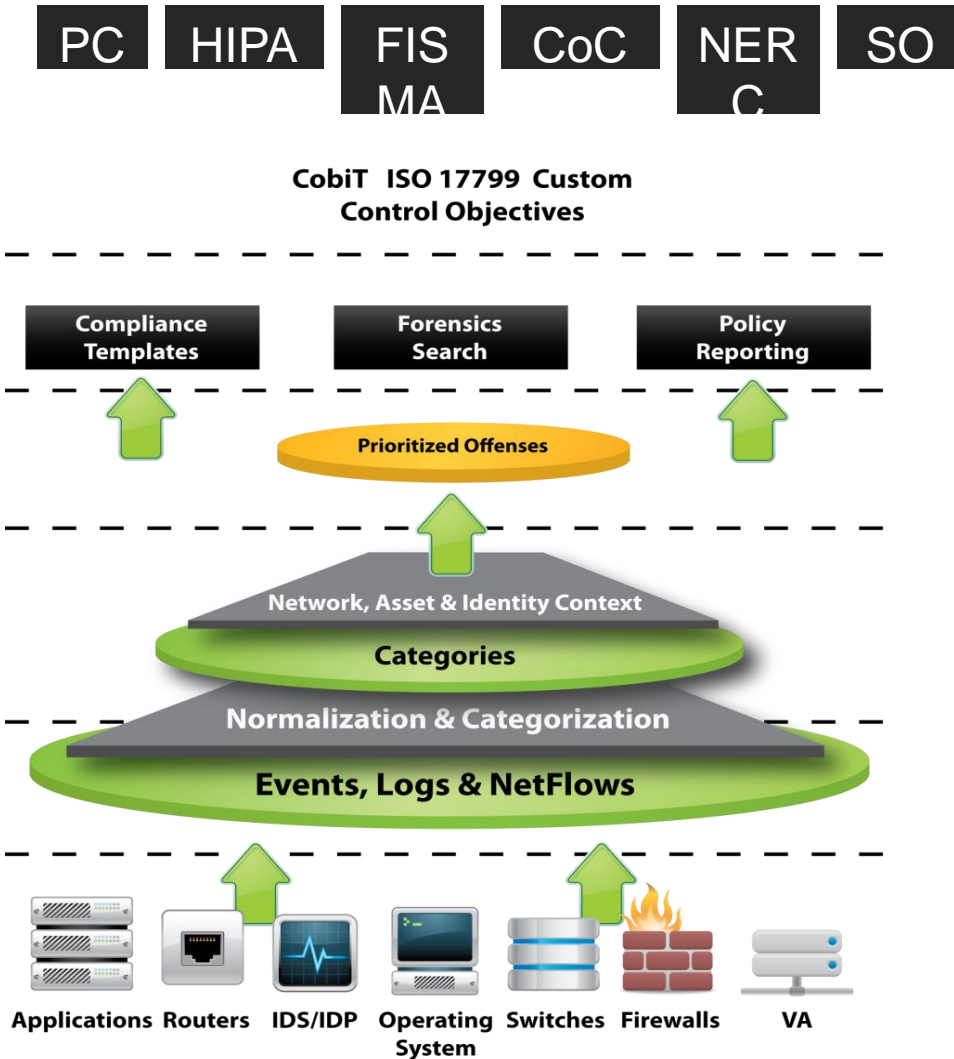 PC HIPA FIS CoC NER SO
MA C
CobiT ISO 17799 Custom
Control Objectives
Compliance Forensics Policy
Templates Search Reporting
Prioritized Offenses
Network, Asset & Identity Context
Categories
Normalization & Categorization
Events, Logs & NetFlows
Applications Routers IDS/IDP Operating Switches Firewalls VA
System